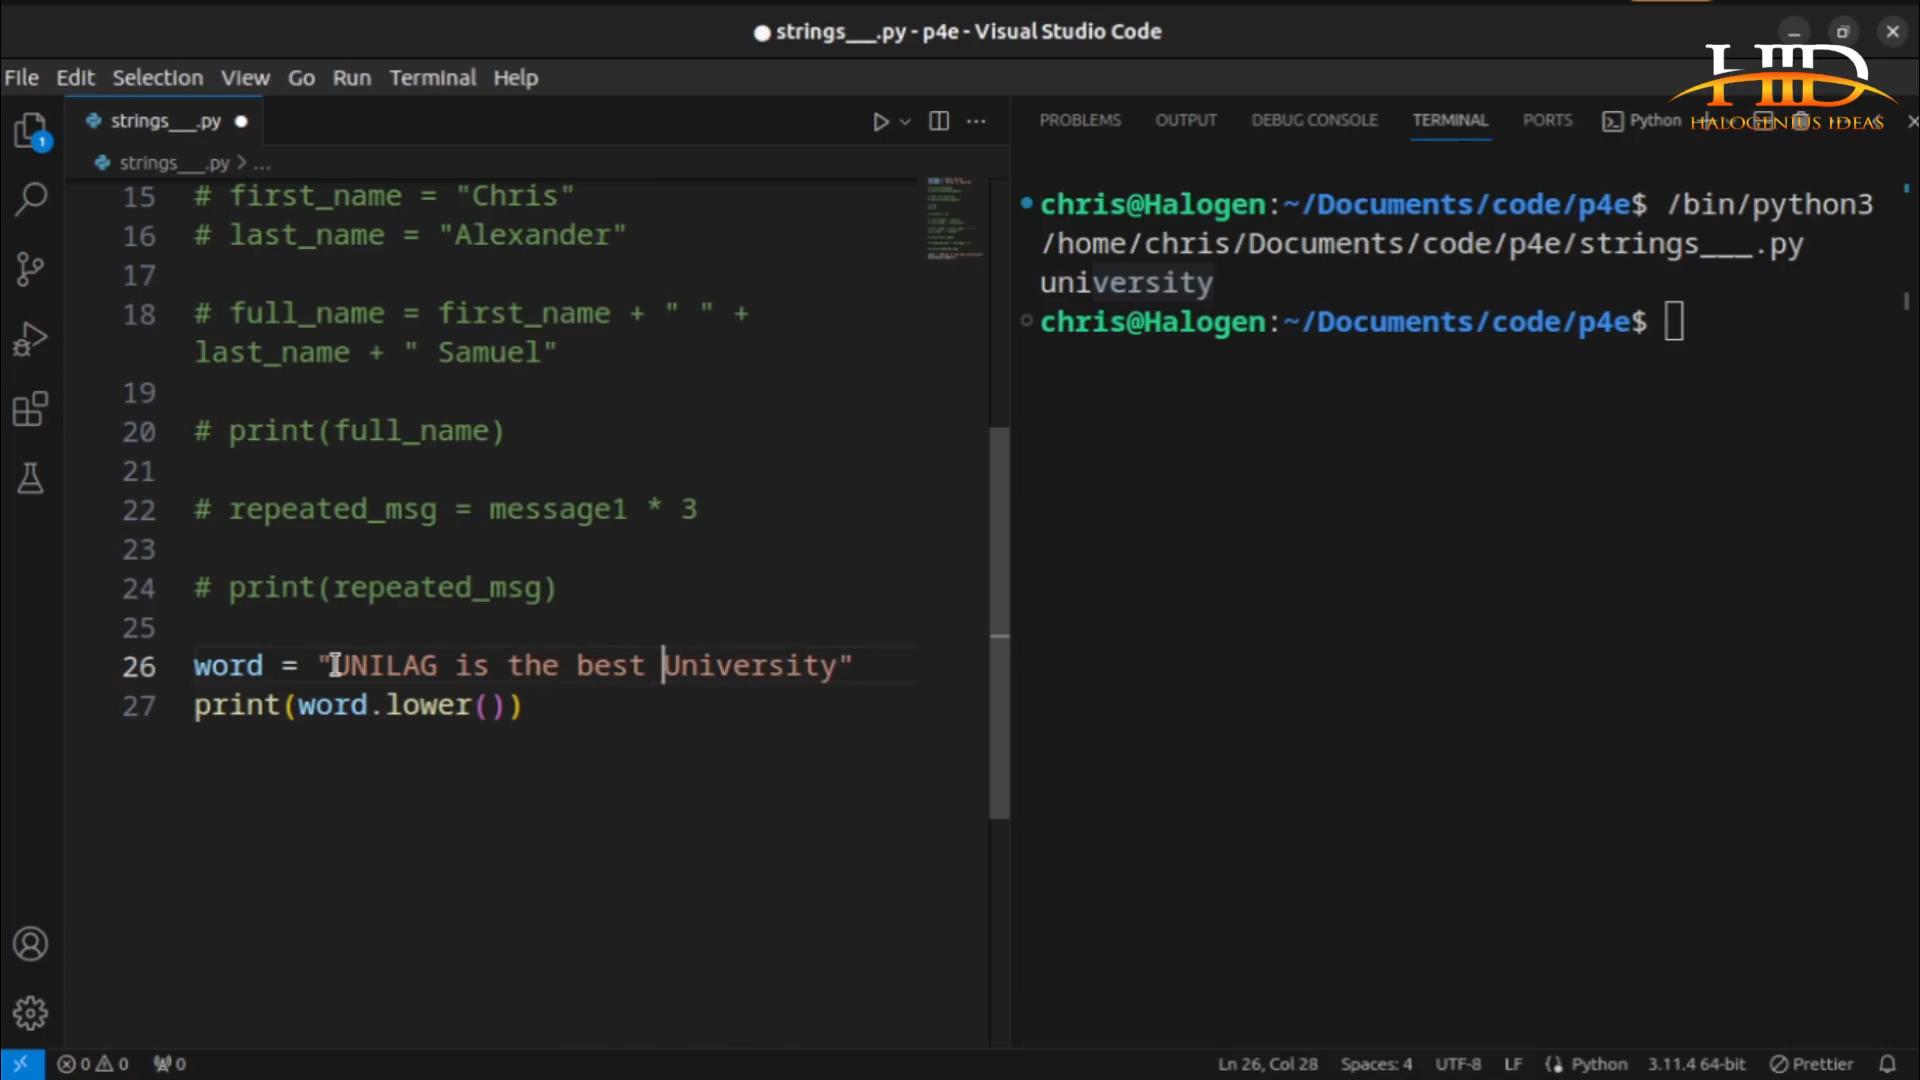 ● strings___.py - p4e - Visual Studio Code
File Edit Selection View Go Run Terminal Help
HID
HALOGENIUS IDEAS
strings___.py ●
PROBLEMS OUTPUT DEBUG CONSOLE TERMINAL PORTS Python
strings___.py > ...
1
15 # first_name = "Chris"
16 # last_name = "Alexander"
17
18 # full_name = first_name + " " +
last_name + " Samuel"
19
20 # print(full_name)
21
22 # repeated_msg = message1 * 3
23
24 # print(repeated_msg)
25
26 word = "UNILAG is the best University"
27 print(word.lower())
chris@Halogen:~/Documents/code/p4e$ /bin/python3
/home/chris/Documents/code/p4e/strings___.py
university
chris@Halogen:~/Documents/code/p4e$
0 0 0 Ln 26, Col 28 Spaces: 4 UTF-8 LF Python 3.11.4 64-bit Prettier